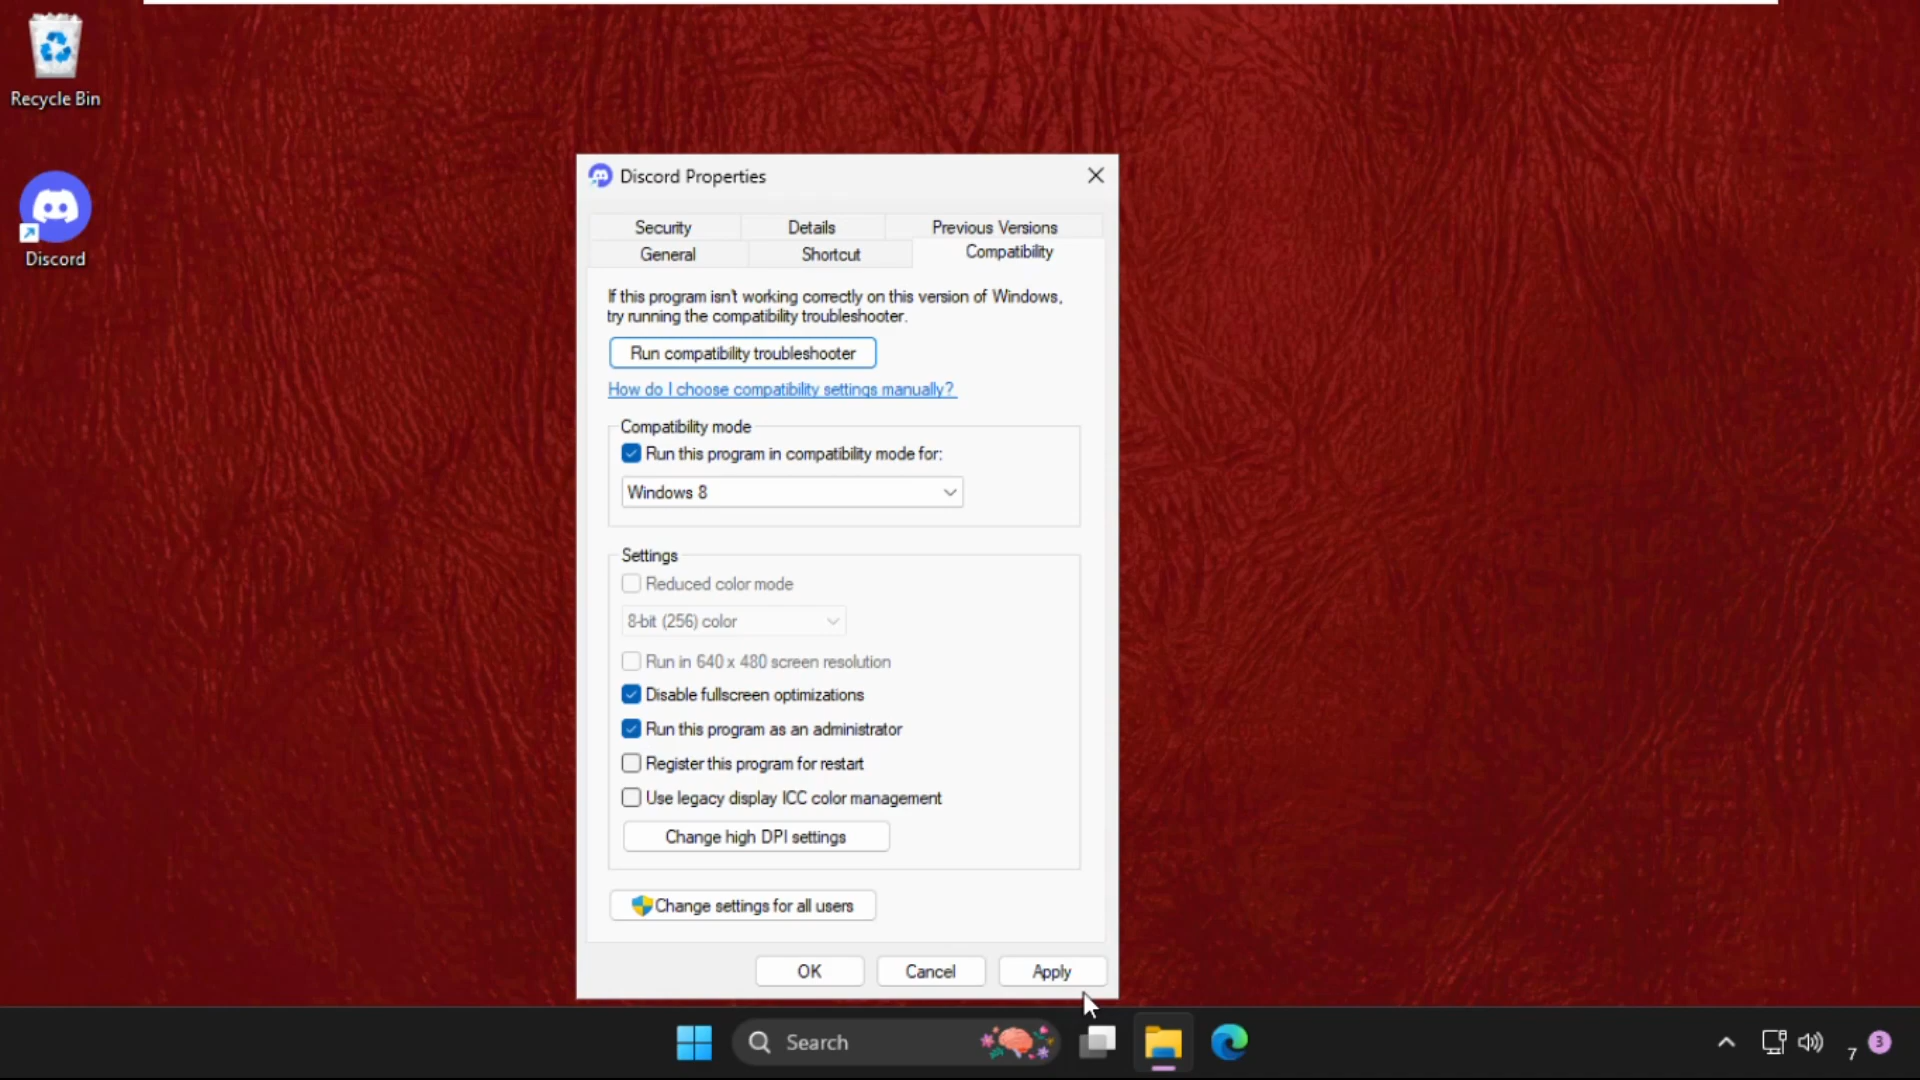 Recycle Bin
Discord
Discord Properties
Security
Details
Previous Versions
General
Shortcut
Compatibility
If this program isn't working correctly on this version of Windows,
try running the compatibility troubleshooter.
Run compatibility troubleshooter
How do I choose compatibility settings manually?
Compatibility mode
Run this program in compatibility mode for:
Windows 8
Settings
Reduced color mode
8-bit (256) color
Run in 640 x 480 screen resolution
Disable fullscreen optimizations
Run this program as an administrator
Register this program for restart
Use legacy display ICC color management
Change high DPI settings
Change settings for all users
OK
Cancel
Apply
Search
7
3